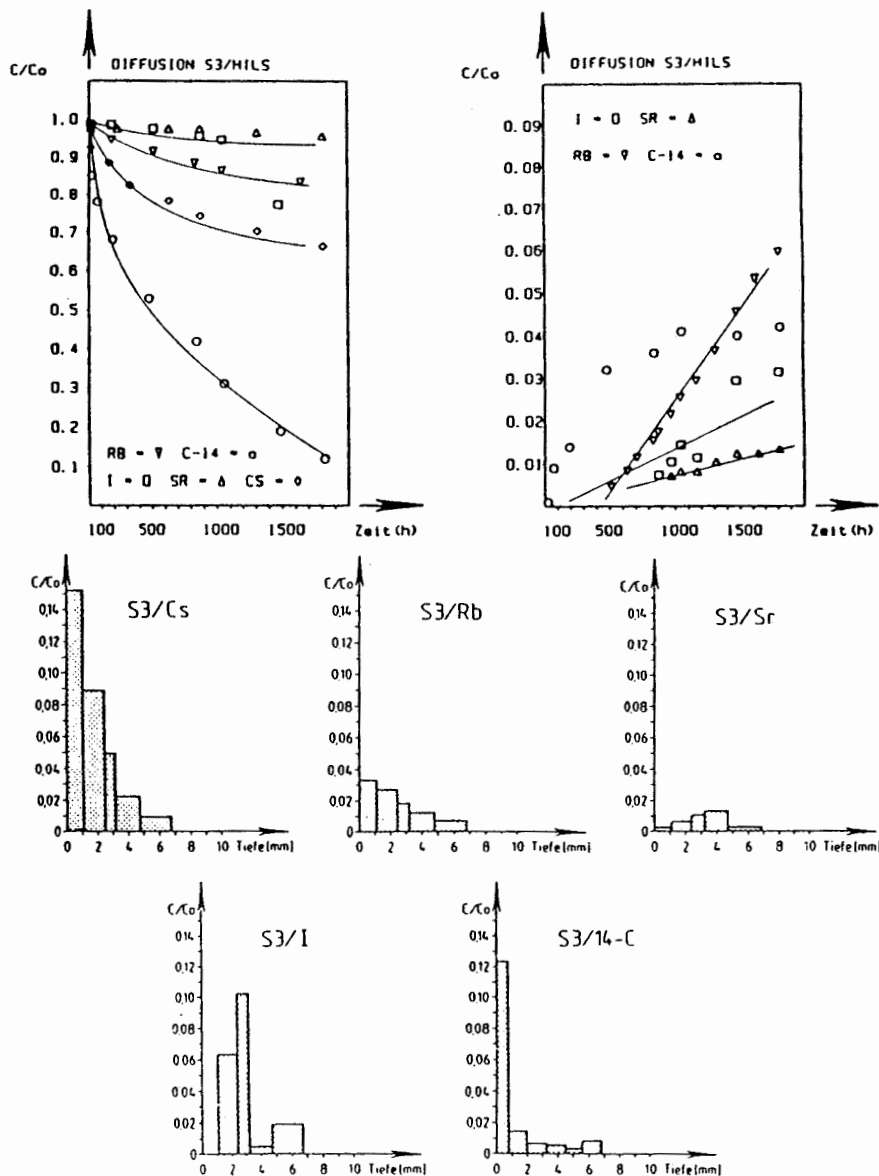 DIFFUSION S3/HILS
C/Co
1.0
0.9
0.8
0.7
0.6
0.5
0.4
0.3
0.2
0.1
RB = ▽ C-14 = o
I = □ SR = △ CS = ◇
100 500 1000 1500 Zeit(h)
DIFFUSION S3/HILS
C/Co
I = □ SR = △
RB = ▽ C-14 = o
0.09
0.08
0.07
0.06
0.05
0.04
0.03
0.02
0.01
100 500 1000 1500 Zeit(h)
C/Co
S3/Cs
0,14
0,12
0,10
0,08
0,06
0,04
0,02
0
0 2 4 6 8 10 Tiefe[mm]
C/Co
S3/Rb
0,14
0,12
0,10
0,08
0,06
0,04
0,02
0
0 2 4 6 8 10 Tiefe[mm]
C/Co
S3/Sr
0,14
0,12
0,10
0,08
0,06
0,04
0,02
0
0 2 4 6 8 10 Tiefe[mm]
C/Co
S3/I
0,14
0,12
0,10
0,08
0,06
0,04
0,02
0
0 2 4 6 8 10 Tiefe[mm]
C/Co
S3/14-C
0,14
0,12
0,10
0,08
0,06
0,04
0,02
0
0 2 4 6 8 10 Tiefe[mm]